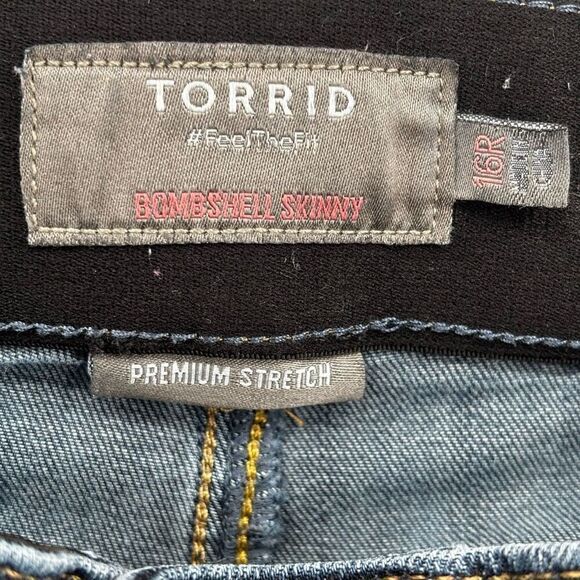 TORRID
#FeelTheFit
BOMBSHELL SKINNY
16R
PREMIUM STRETCH